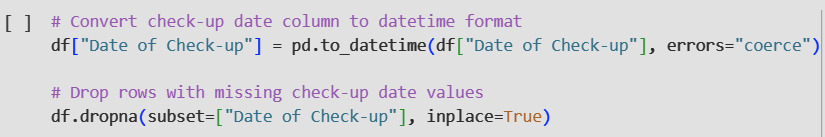 [ ] # Convert check-up date column to datetime format
df["Date of Check-up"] = pd.to_datetime(df["Date of Check-up"], errors="coerce")
# Drop rows with missing check-up date values
df.dropna(subset=["Date of Check-up"], inplace=True)